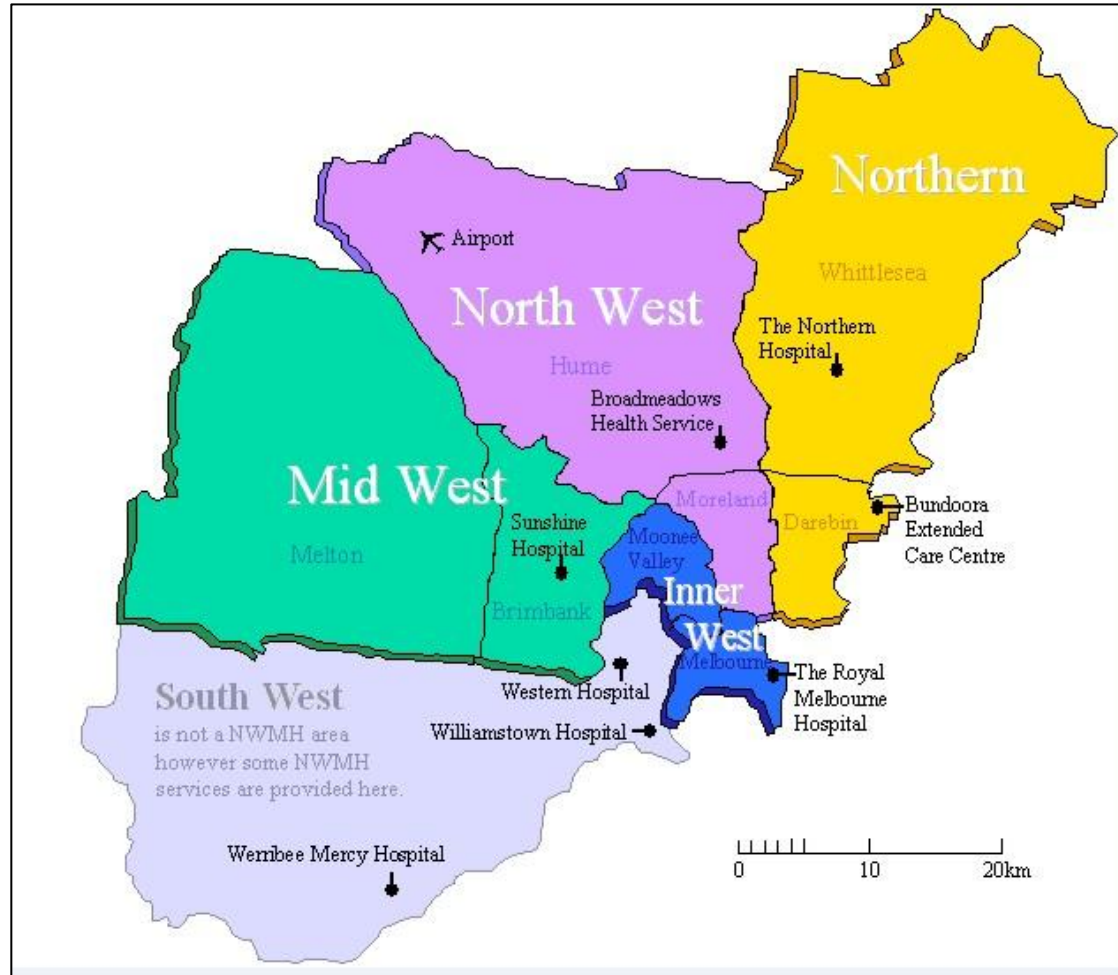 Northern
Airport
Whittlesea
North West
The Northern
Hospital
Hume
Broadmeadows
Health Service
Mid West
Moreland
Sunshine
Hospital
Darebin
Bundoora
Extended
Care Centre
Moonee
Valley
Melton
Inner
Brimbank
West
Melbourne
South West
is not a NWMH area
however some NWMH
services are provided here.
Western Hospital
The Royal
Melbourne
Hospital
Williamstown Hospital
Werribee Mercy Hospital
0 10 20km